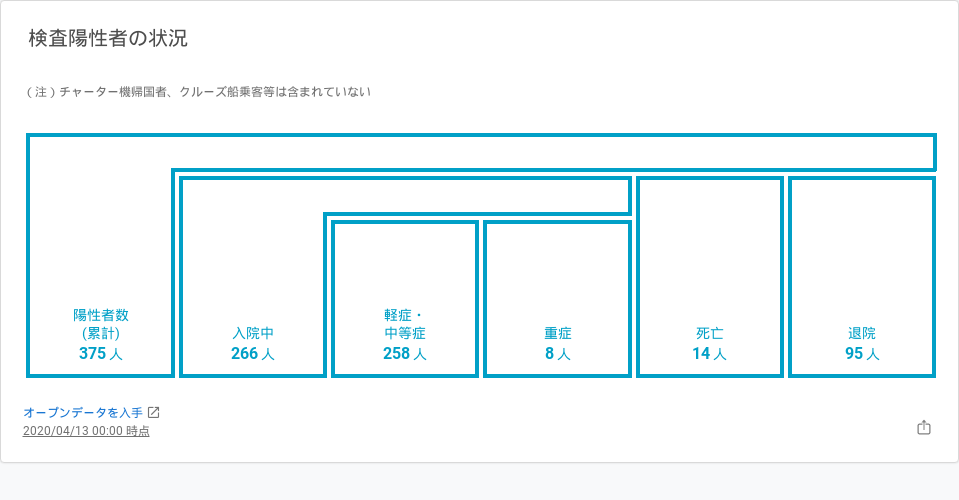 検査陽性者の状況
（注）チャーター機帰国者、クルーズ船乗客等は含まれていない
陽性者数
(累計)
375 人
入院中
266 人
軽症・
中等症
258 人
重症
8 人
死亡
14 人
退院
95 人
オープンデータを入手
2020/04/13 00:00 時点